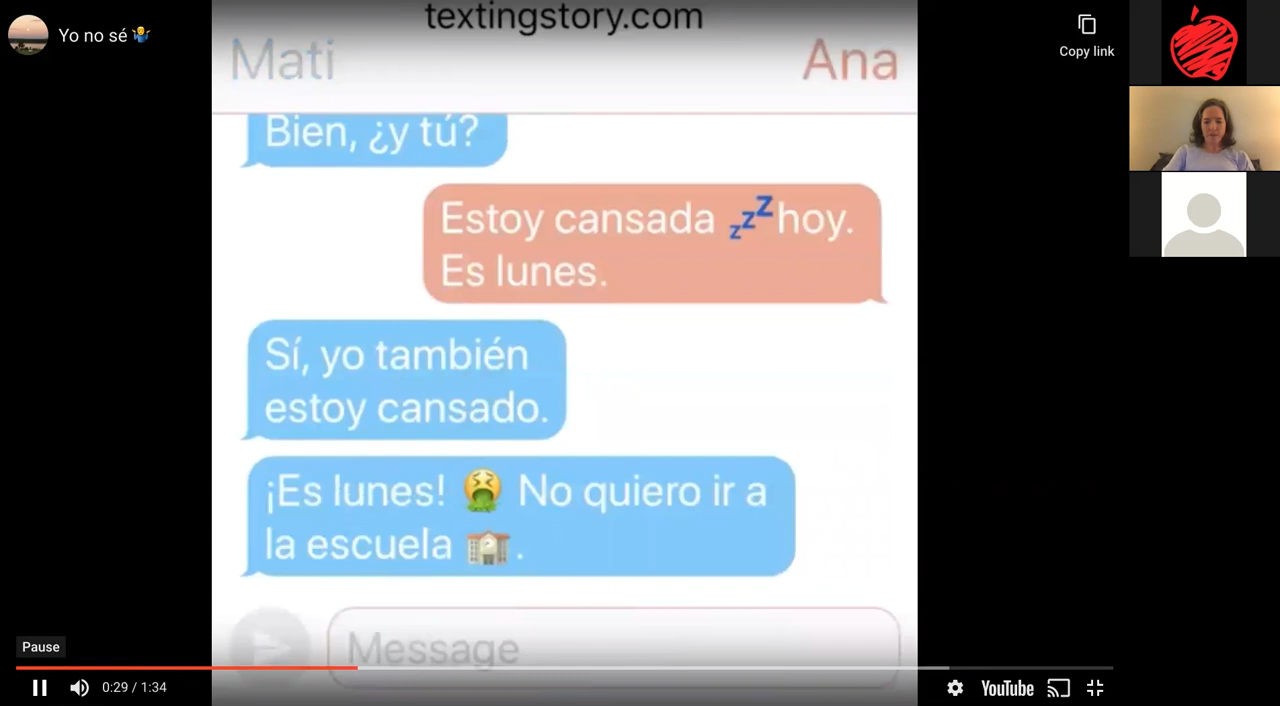 Yo no sé 🤷‍♂️
textingstory.com
Copy link
Mati
Ana
Bien, ¿y tú?
Estoy cansada 💤 hoy.
Es lunes.
Sí, yo también
estoy cansado.
¡Es lunes! 🤮 No quiero ir a
la escuela 🏫.
Message
Pause
0:29 / 1:34
YouTube